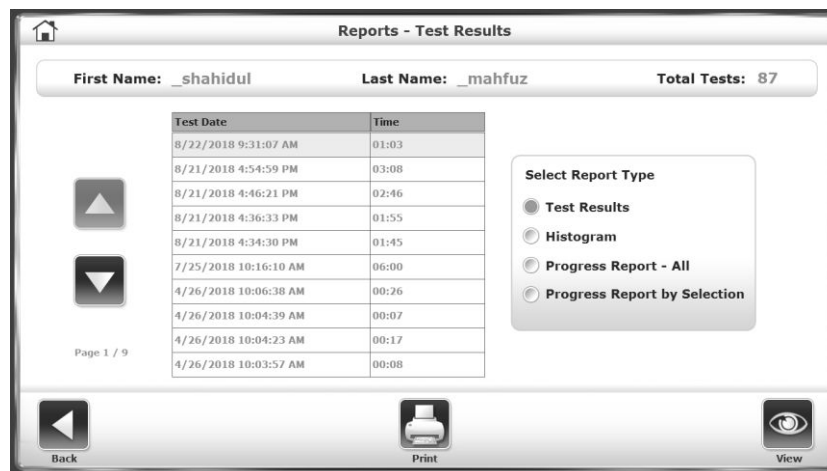 Reports - Test Results
First Name: _shahidul Last Name: _mahfuz Total Tests: 87
Test Date Time
8/22/2018 9:31:07 AM 01:03
8/21/2018 4:54:59 PM 03:08
8/21/2018 4:46:21 PM 02:46
8/21/2018 4:36:33 PM 01:55
8/21/2018 4:34:30 PM 01:45
7/25/2018 10:16:10 AM 06:00
4/26/2018 10:06:38 AM 00:26
4/26/2018 10:04:39 AM 00:07
4/26/2018 10:04:23 AM 00:17
4/26/2018 10:03:57 AM 00:08
Page 1 / 9
Select Report Type
Test Results
Histogram
Progress Report - All
Progress Report by Selection
Back Print View